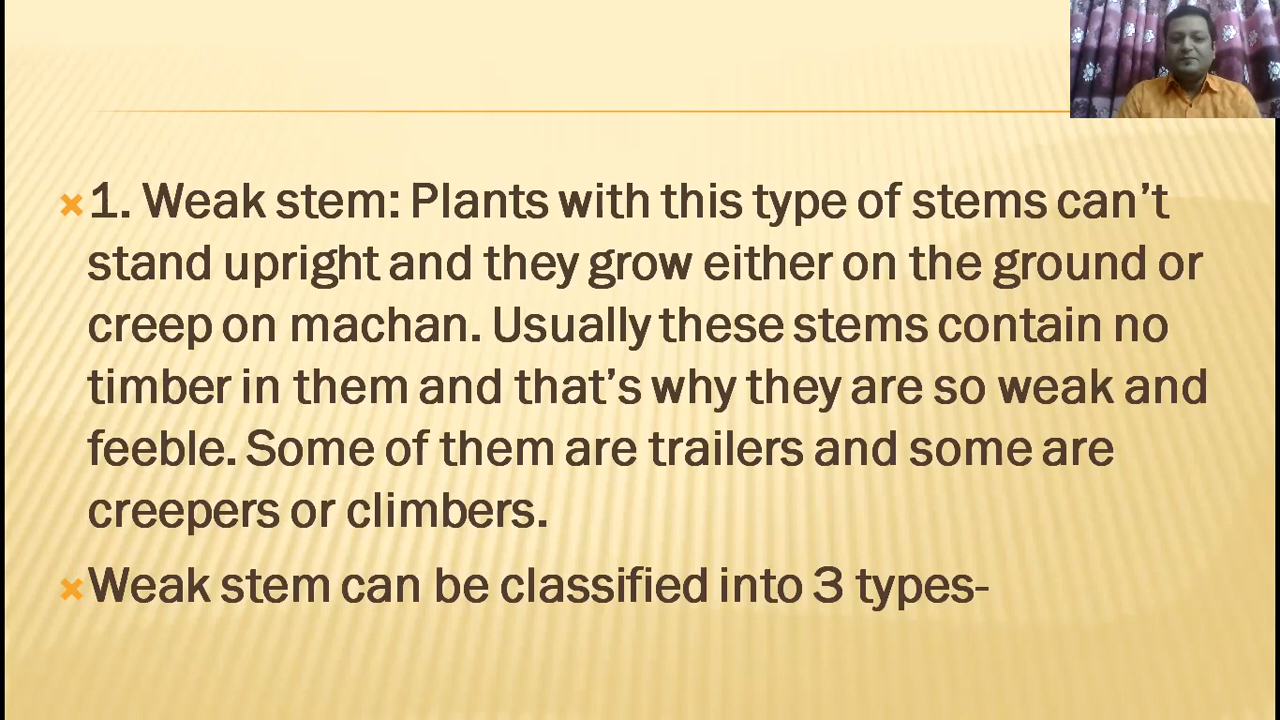 1. Weak stem: Plants with this type of stems can’t
stand upright and they grow either on the ground or
creep on machan. Usually these stems contain no
timber in them and that’s why they are so weak and
feeble. Some of them are trailers and some are
creepers or climbers.
Weak stem can be classified into 3 types-